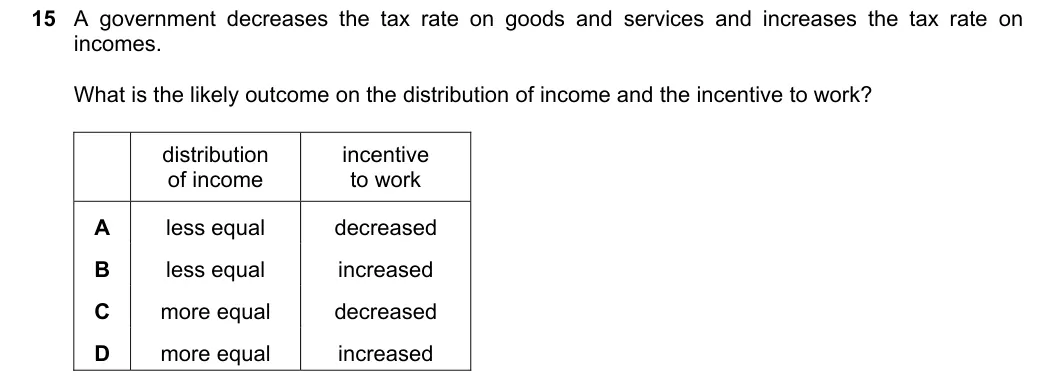 15 A government decreases the tax rate on goods and services and increases the tax rate on
incomes.
What is the likely outcome on the distribution of income and the incentive to work?
distribution of income incentive to work
A less equal decreased
B less equal increased
C more equal decreased
D more equal increased